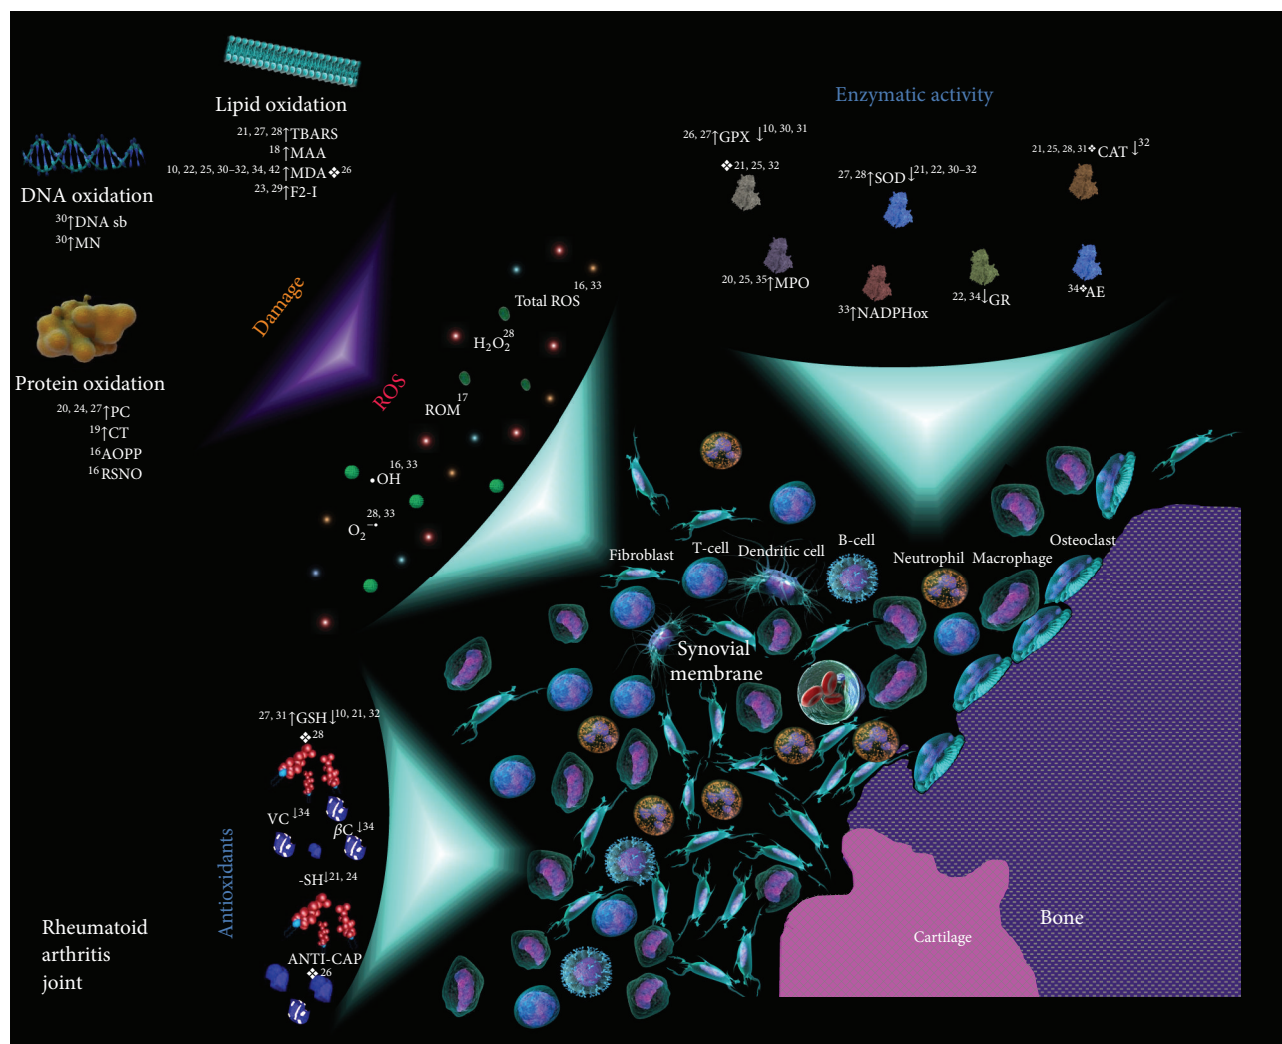 Lipid oxidation
21, 27, 28↑TBARS
18↑MAA
10, 22, 25, 30–32, 34, 42↑MDA❖26
23, 29↑F2-I
DNA oxidation
30↑DNA sb
30↑MN
Protein oxidation
20, 24, 27↑PC
19↑CT
16AOPP
16RSNO
Damage
ROS
16, 33
Total ROS
H2O2 28
ROM17
•OH16, 33
O2−• 28, 33
Enzymatic activity
26, 27↑GPX ↓10, 30, 31
❖21, 25, 32
27, 28↑SOD↓21, 22, 30–32
21, 25, 28, 31❖CAT ↓32
20, 25, 35↑MPO
33↑NADPHox
22, 34↓GR
34❖AE
Fibroblast
T-cell
Dendritic cell
B-cell
Neutrophil
Macrophage
Osteoclast
Synovial
membrane
27, 31↑GSH↓10, 21, 32
❖28
VC ↓34
βC ↓34
-SH↓21, 24
ANTI-CAP
❖26
Antioxidants
Rheumatoid
arthritis
joint
Bone
Cartilage